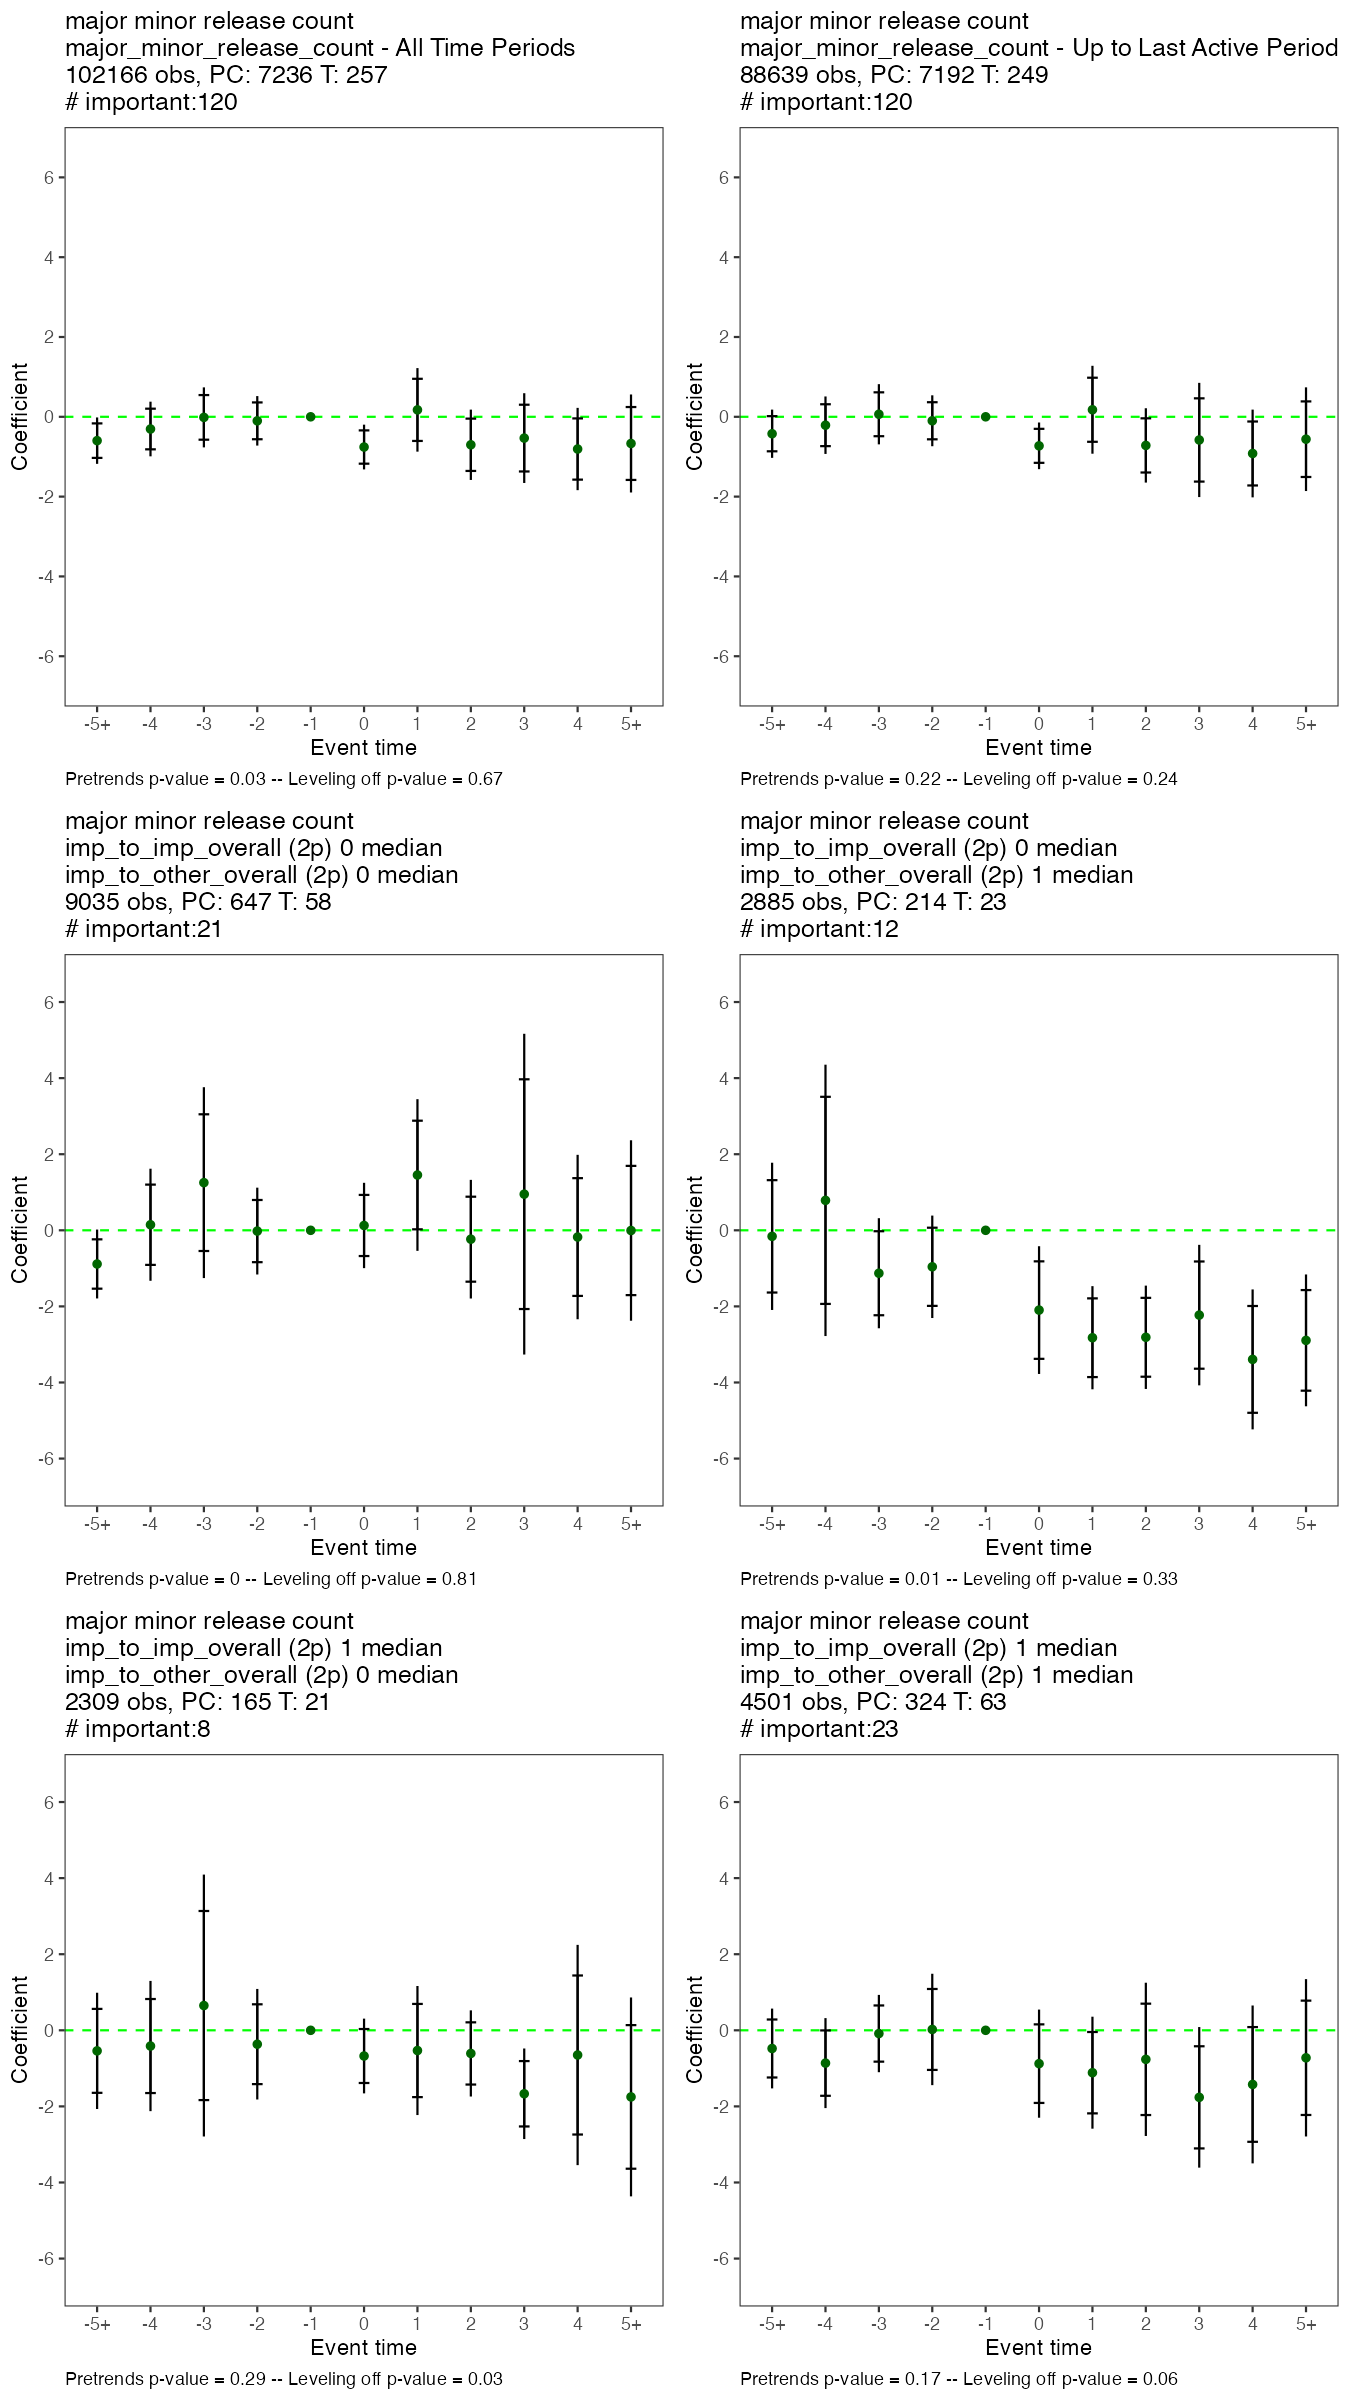 major minor release count
major_minor_release_count - All Time Periods
102166 obs, PC: 7236 T: 257
# important:120
6
4
2
0
-2
-4
-6
Coefficient
-5+ -4 -3 -2 -1 0 1 2 3 4 5+
Event time
Pretrends p-value = 0.03 -- Leveling off p-value = 0.67
major minor release count
major_minor_release_count - Up to Last Active Period
88639 obs, PC: 7192 T: 249
# important:120
6
4
2
0
-2
-4
-6
Coefficient
-5+ -4 -3 -2 -1 0 1 2 3 4 5+
Event time
Pretrends p-value = 0.22 -- Leveling off p-value = 0.24
major minor release count
imp_to_imp_overall (2p) 0 median
imp_to_other_overall (2p) 0 median
9035 obs, PC: 647 T: 58
# important:21
6
4
2
0
-2
-4
-6
Coefficient
-5+ -4 -3 -2 -1 0 1 2 3 4 5+
Event time
Pretrends p-value = 0 -- Leveling off p-value = 0.81
major minor release count
imp_to_imp_overall (2p) 0 median
imp_to_other_overall (2p) 1 median
2885 obs, PC: 214 T: 23
# important:12
6
4
2
0
-2
-4
-6
Coefficient
-5+ -4 -3 -2 -1 0 1 2 3 4 5+
Event time
Pretrends p-value = 0.01 -- Leveling off p-value = 0.33
major minor release count
imp_to_imp_overall (2p) 1 median
imp_to_other_overall (2p) 0 median
2309 obs, PC: 165 T: 21
# important:8
6
4
2
0
-2
-4
-6
Coefficient
-5+ -4 -3 -2 -1 0 1 2 3 4 5+
Event time
Pretrends p-value = 0.29 -- Leveling off p-value = 0.03
major minor release count
imp_to_imp_overall (2p) 1 median
imp_to_other_overall (2p) 1 median
4501 obs, PC: 324 T: 63
# important:23
6
4
2
0
-2
-4
-6
Coefficient
-5+ -4 -3 -2 -1 0 1 2 3 4 5+
Event time
Pretrends p-value = 0.17 -- Leveling off p-value = 0.06